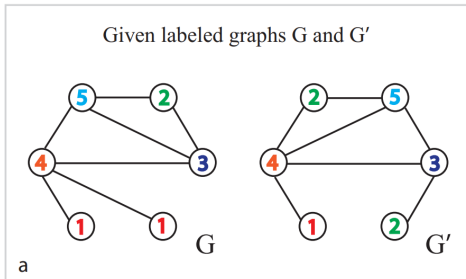 Given labeled graphs G and G′
5 2 2 5
4 3 4 3
1 1 1 2
G G′
a